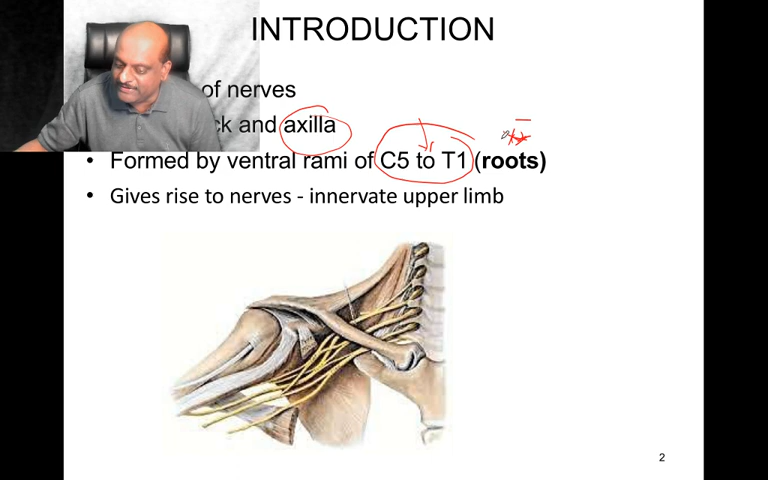 INTRODUCTION
of nerves
ck and axilla
• Formed by ventral rami of C5 to T1 (roots)
• Gives rise to nerves - innervate upper limb
2